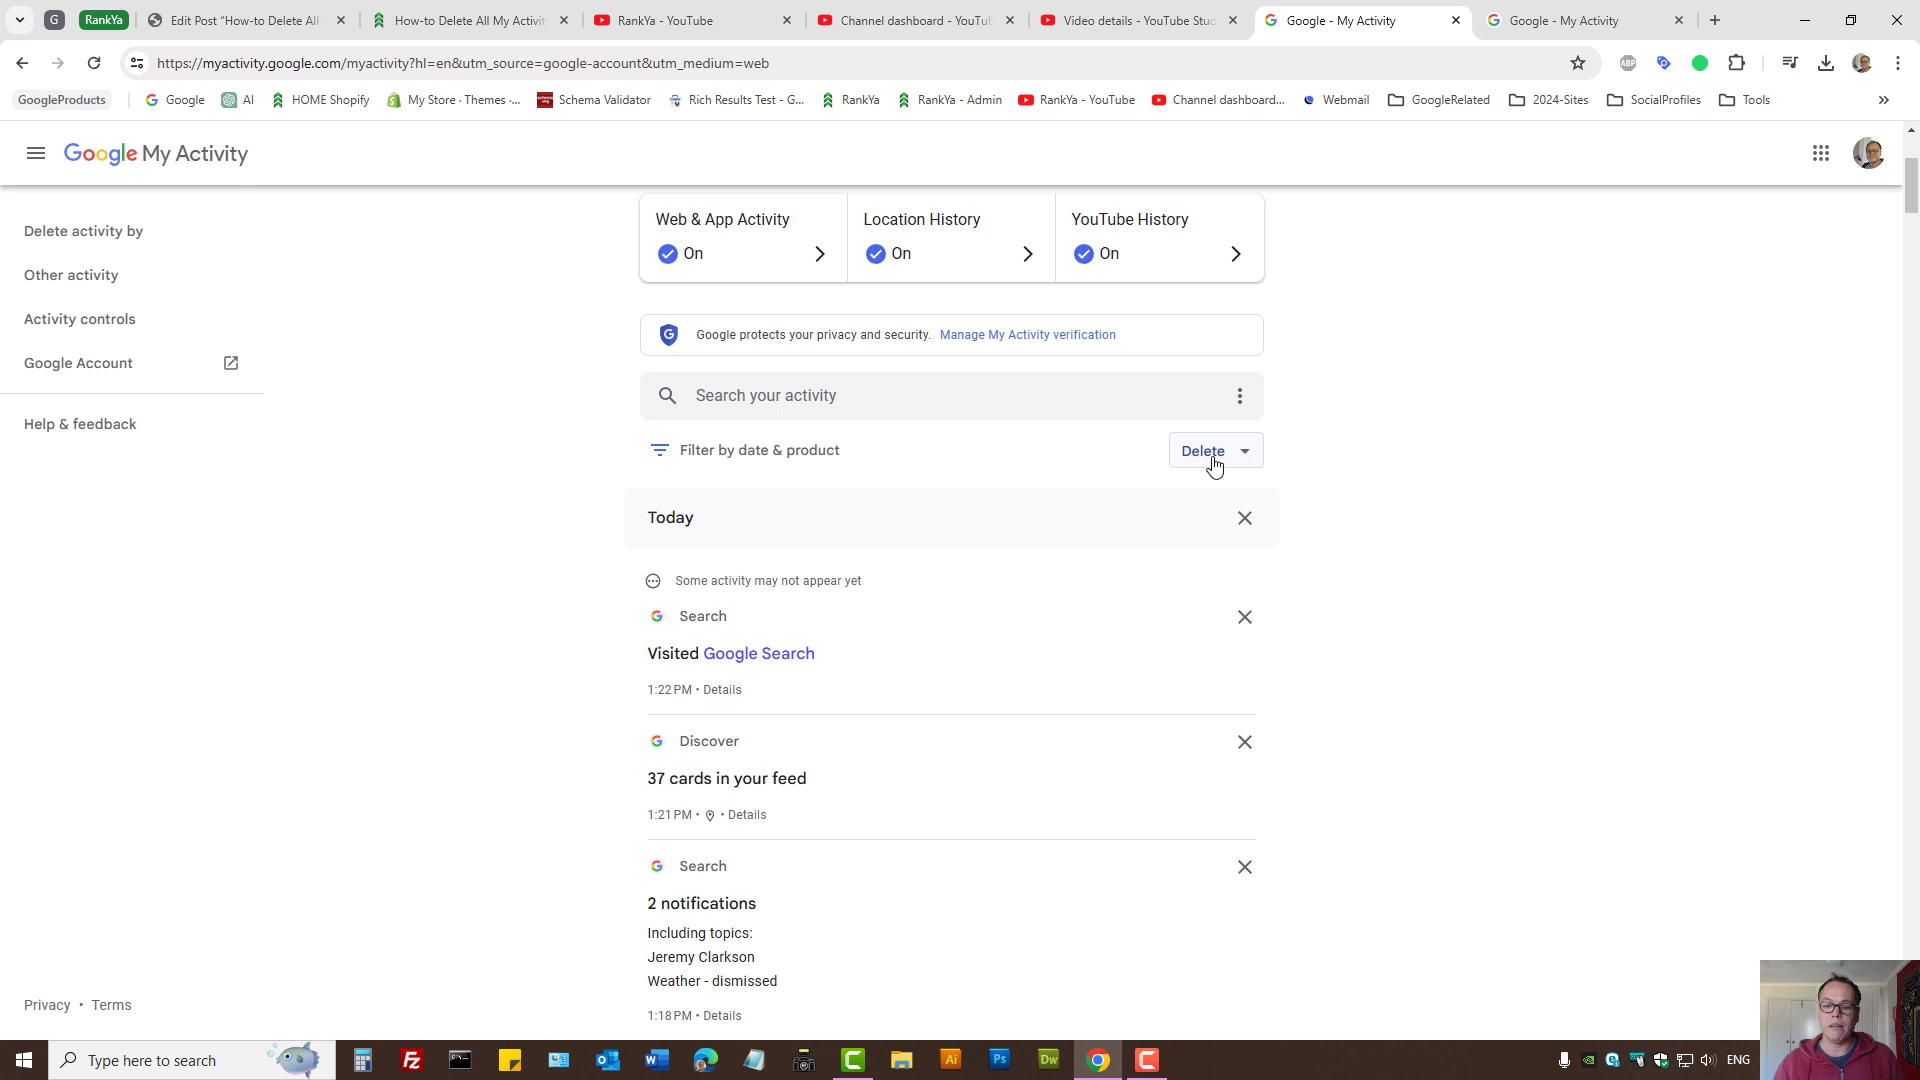 G
RankYa
Edit Post "How-to Delete All
How-to Delete All My Activit
RankYa - YouTube
Channel dashboard - YouTub
Video details - YouTube Stud
Google - My Activity
Google - My Activity
https://myactivity.google.com/myactivity?hl=en&utm_source=google-account&utm_medium=web
ABP
GoogleProducts
Google
AI
HOME Shopify
My Store · Themes ·...
Schema Validator
Rich Results Test - G...
RankYa
RankYa - Admin
RankYa - YouTube
Channel dashboard...
Webmail
GoogleRelated
2024-Sites
SocialProfiles
Tools
Google My Activity
Delete activity by
Other activity
Activity controls
Google Account
Help & feedback
Web & App Activity
On
Location History
On
YouTube History
On
Google protects your privacy and security. Manage My Activity verification
Search your activity
Filter by date & product
Delete
Today
Some activity may not appear yet
Search
Visited Google Search
1:22 PM • Details
Discover
37 cards in your feed
1:21 PM • • Details
Search
2 notifications
Including topics:
Jeremy Clarkson
Weather - dismissed
1:18 PM • Details
Privacy • Terms
Type here to search
Fz
W
C
Ai
Ps
Dw
C
ENG